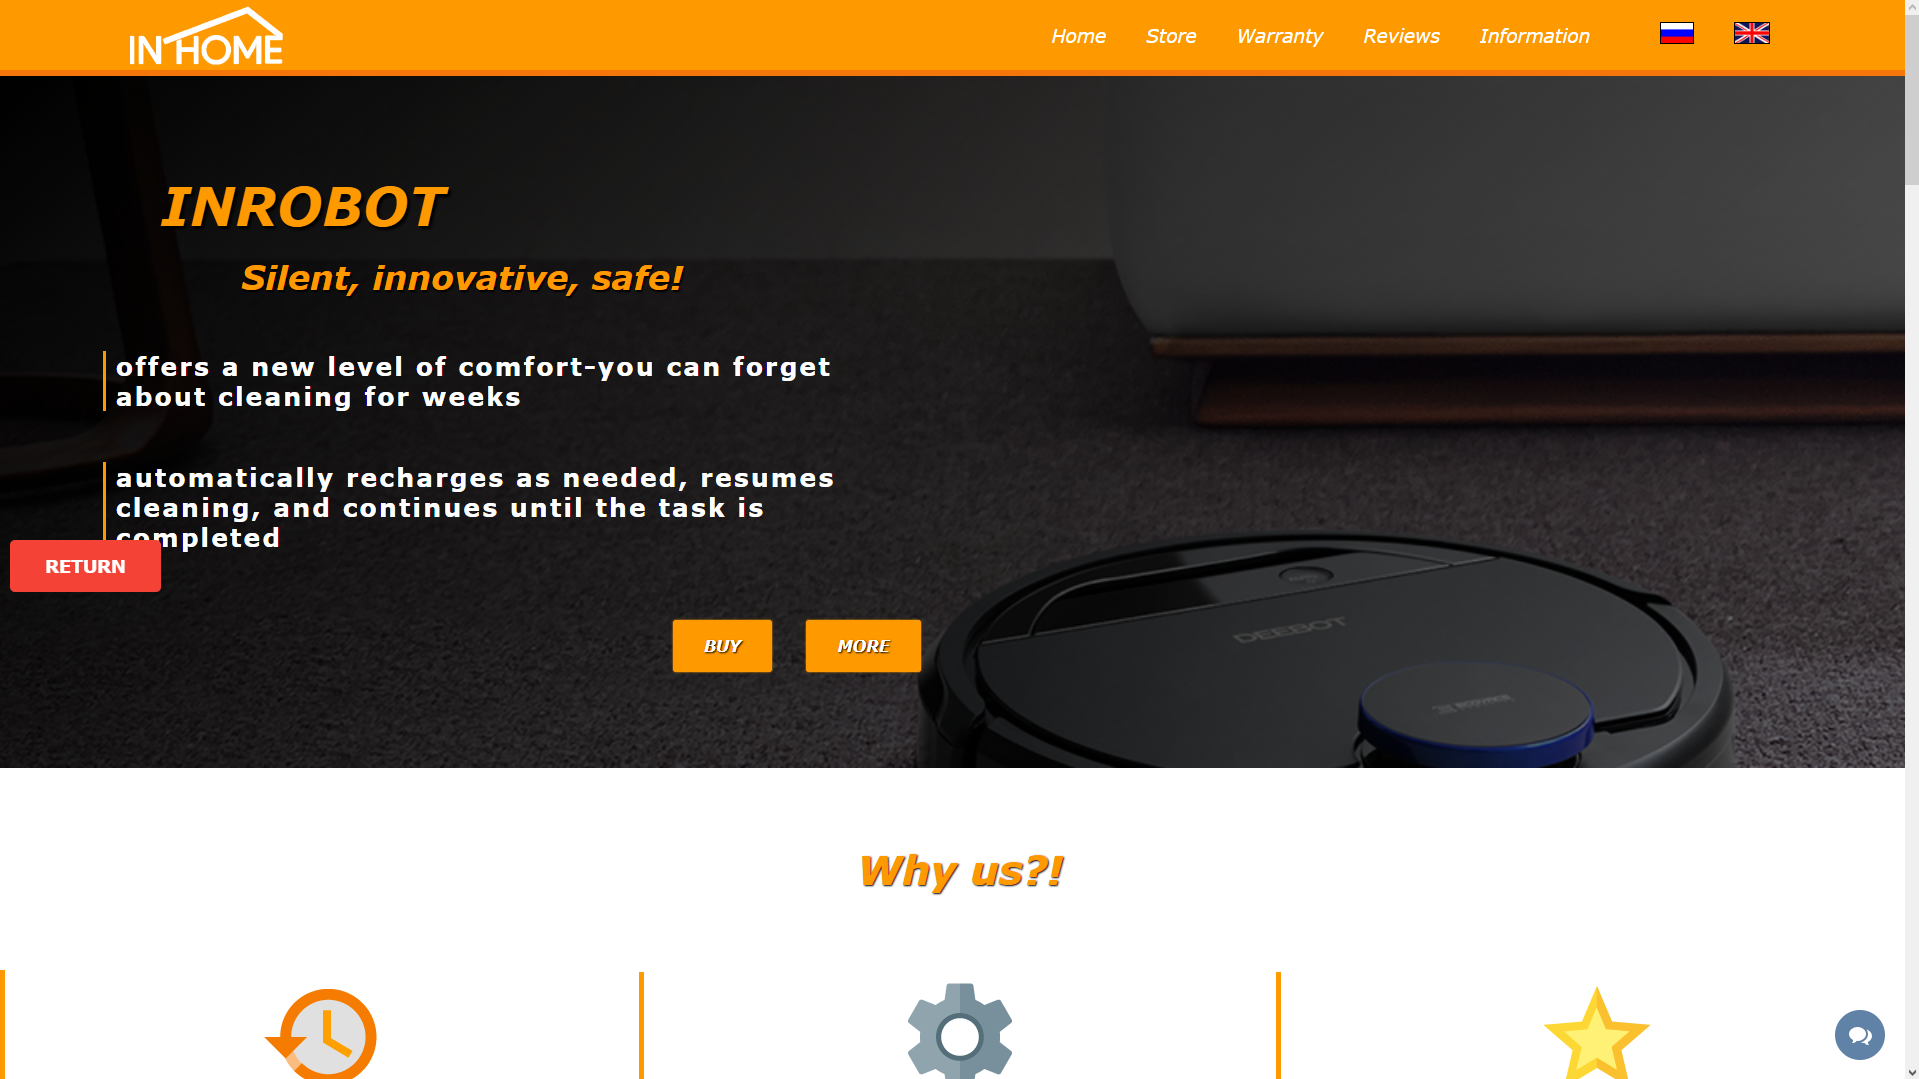 IN HOME
Home
Store
Warranty
Reviews
Information
INROBOT
Silent, innovative, safe!
offers a new level of comfort-you can forget
about cleaning for weeks
automatically recharges as needed, resumes
cleaning, and continues until the task is
completed
RETURN
BUY
MORE
DEEBOT
Why us?!